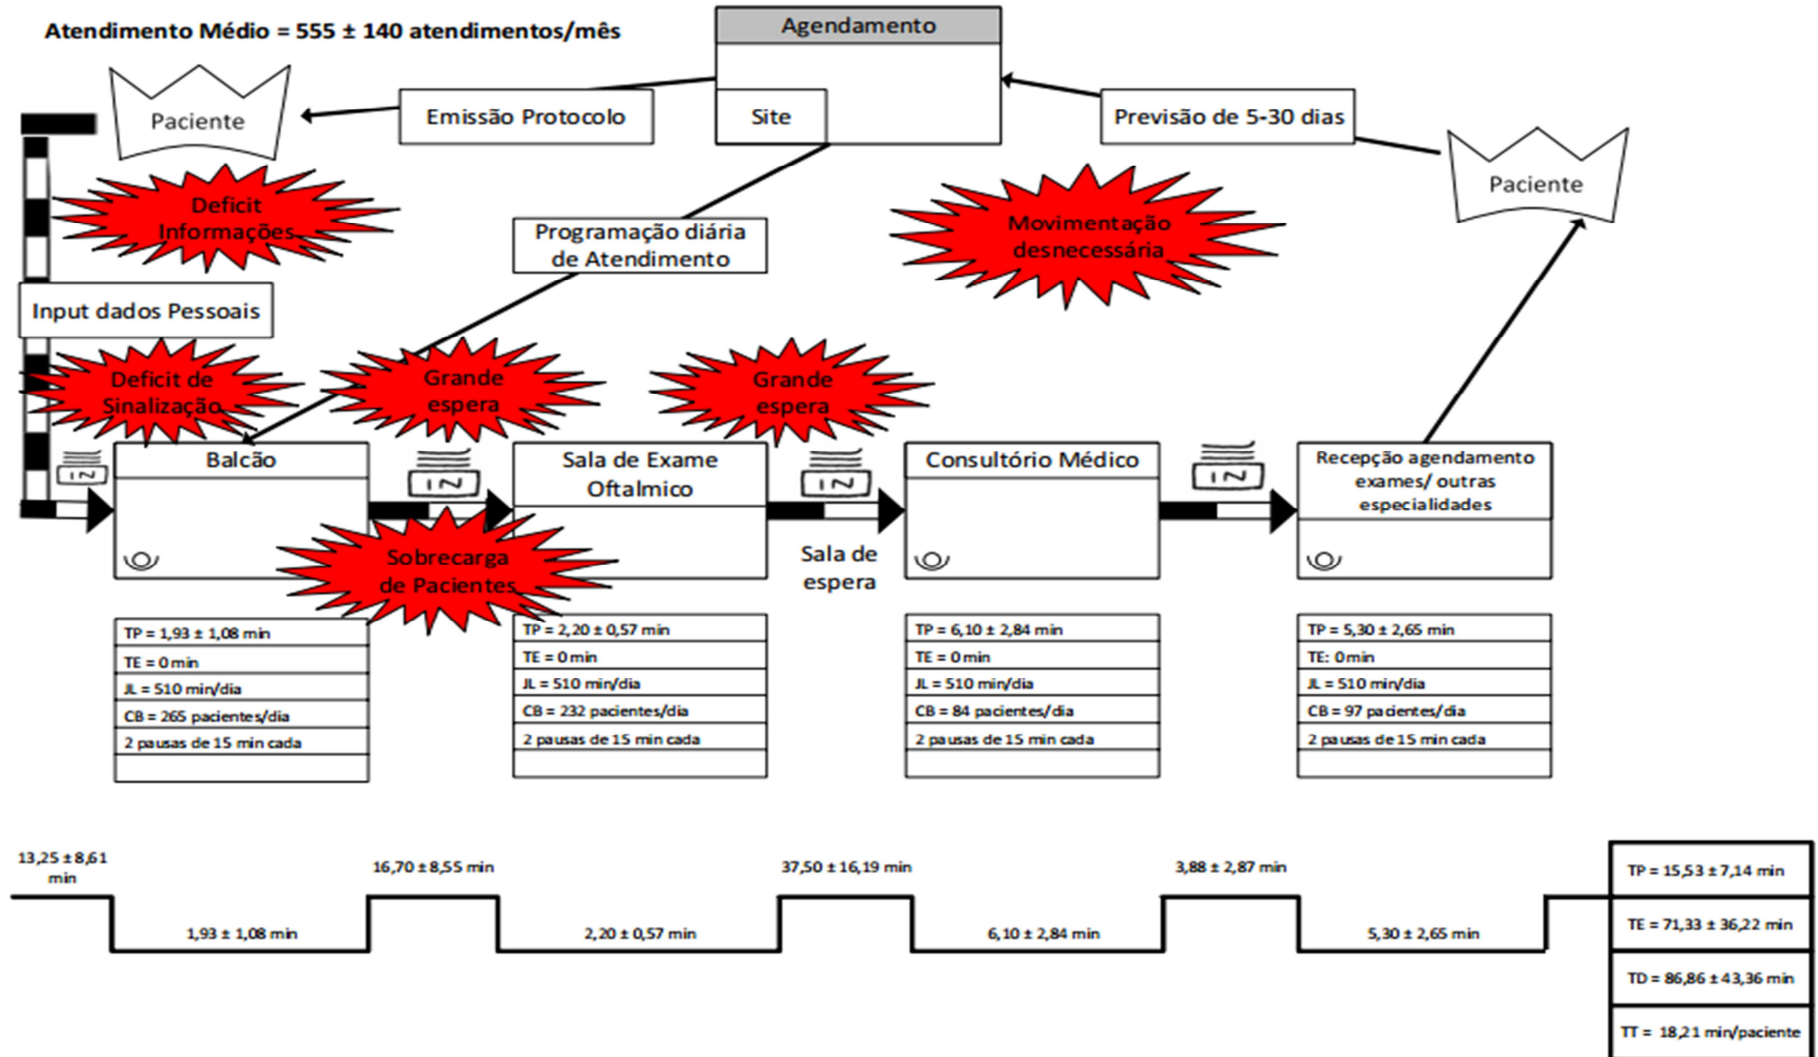 Atendimento Médio = 555 ± 140 atendimentos/mês
Agendamento
Site
Emissão Protocolo
Previsão de 5-30 dias
Paciente
Paciente
Deficit
Informações
Movimentação
desnecessária
Programação diária
de Atendimento
Input dados Pessoais
Deficit de
Sinalização
Grande
espera
Grande
espera
Balcão
Sala de Exame
Oftalmico
Consultório Médico
Recepção agendamento
exames/ outras
especialidades
Sobrecarga
de Pacientes
Sala de
espera
TP = 1,93 ± 1,08 min
TE = 0 min
JL = 510 min/dia
CB = 265 pacientes/dia
2 pausas de 15 min cada
TP = 2,20 ± 0,57 min
TE = 0 min
JL = 510 min/dia
CB = 232 pacientes/dia
2 pausas de 15 min cada
TP = 6,10 ± 2,84 min
TE = 0 min
JL = 510 min/dia
CB = 84 pacientes/dia
2 pausas de 15 min cada
TP = 5,30 ± 2,65 min
TE: 0 min
JL = 510 min/dia
CB = 97 pacientes/dia
2 pausas de 15 min cada
13,25 ± 8,61
min
16,70 ± 8,55 min
37,50 ± 16,19 min
3,88 ± 2,87 min
1,93 ± 1,08 min
2,20 ± 0,57 min
6,10 ± 2,84 min
5,30 ± 2,65 min
TP = 15,53 ± 7,14 min
TE = 71,33 ± 36,22 min
TD = 86,86 ± 43,36 min
TT = 18,21 min/paciente